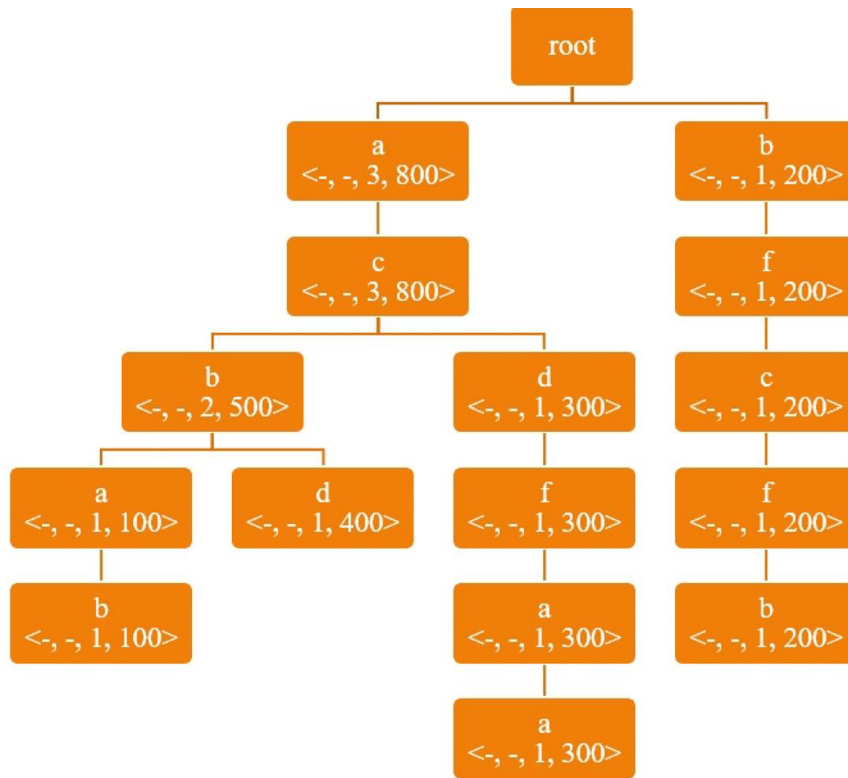 root
a
<-, -, 3, 800>
b
<-, -, 1, 200>
c
<-, -, 3, 800>
f
<-, -, 1, 200>
b
<-, -, 2, 500>
d
<-, -, 1, 300>
c
<-, -, 1, 200>
a
<-, -, 1, 100>
d
<-, -, 1, 400>
f
<-, -, 1, 300>
f
<-, -, 1, 200>
b
<-, -, 1, 100>
a
<-, -, 1, 300>
b
<-, -, 1, 200>
a
<-, -, 1, 300>